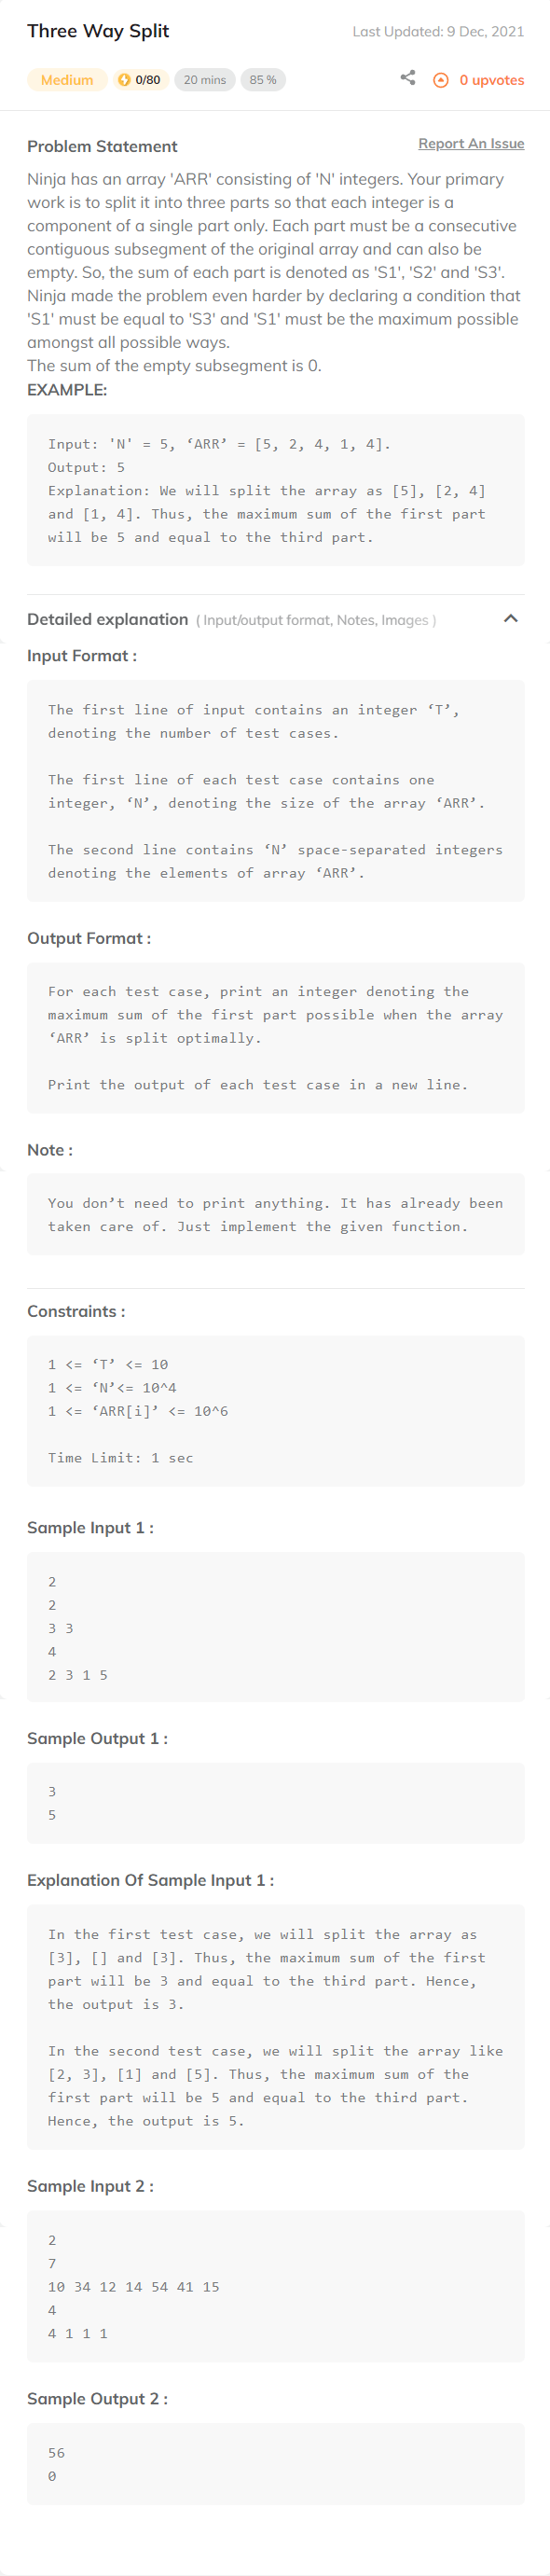 Three Way Split
Last Updated: 9 Dec, 2021
Medium
0/80
20 mins
85 %
0 upvotes
Problem Statement
Report An Issue
Ninja has an array 'ARR' consisting of 'N' integers. Your primary
work is to split it into three parts so that each integer is a
component of a single part only. Each part must be a consecutive
contiguous subsegment of the original array and can also be
empty. So, the sum of each part is denoted as 'S1', 'S2' and 'S3'.
Ninja made the problem even harder by declaring a condition that
'S1' must be equal to 'S3' and 'S1' must be the maximum possible
amongst all possible ways.
The sum of the empty subsegment is 0.
EXAMPLE:
Input: 'N' = 5, ‘ARR’ = [5, 2, 4, 1, 4].
Output: 5
Explanation: We will split the array as [5], [2, 4]
and [1, 4]. Thus, the maximum sum of the first part
will be 5 and equal to the third part.
Detailed explanation ( Input/output format, Notes, Images )
Input Format :
The first line of input contains an integer ‘T’,
denoting the number of test cases.
The first line of each test case contains one
integer, ‘N’, denoting the size of the array ‘ARR’.
The second line contains ‘N’ space-separated integers
denoting the elements of array ‘ARR’.
Output Format :
For each test case, print an integer denoting the
maximum sum of the first part possible when the array
‘ARR’ is split optimally.
Print the output of each test case in a new line.
Note :
You don’t need to print anything. It has already been
taken care of. Just implement the given function.
Constraints :
1 <= ‘T’ <= 10
1 <= ‘N’<= 10^4
1 <= ‘ARR[i]’ <= 10^6
Time Limit: 1 sec
Sample Input 1 :
2
2
3 3
4
2 3 1 5
Sample Output 1 :
3
5
Explanation Of Sample Input 1 :
In the first test case, we will split the array as
[3], [] and [3]. Thus, the maximum sum of the first
part will be 3 and equal to the third part. Hence,
the output is 3.
In the second test case, we will split the array like
[2, 3], [1] and [5]. Thus, the maximum sum of the
first part will be 5 and equal to the third part.
Hence, the output is 5.
Sample Input 2 :
2
7
10 34 12 14 54 41 15
4
4 1 1 1
Sample Output 2 :
56
0